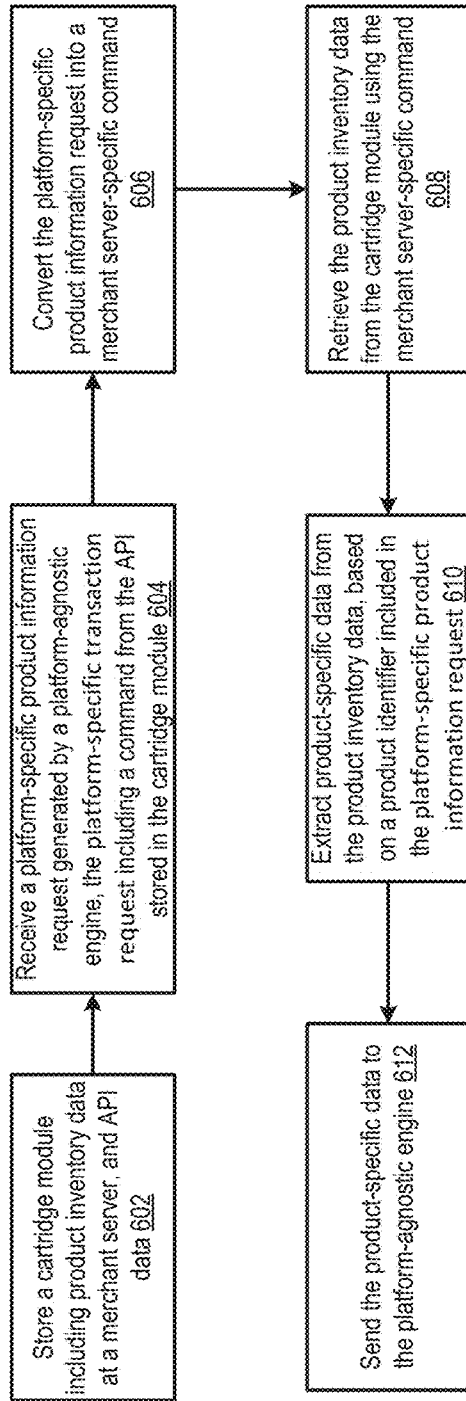 Store a cartridge module
including product inventory data
at a merchant server, and API
data 602
Receive a platform-specific product information
request generated by a platform-agnostic
engine, the platform-specific transaction
request including a command from the API
stored in the cartridge module 604
Convert the platform-specific
product information request into a
merchant server-specific command
606
Retrieve the product inventory data
from the cartridge module using the
merchant server-specific command
608
Extract product-specific data from
the product inventory data, based
on a product identifier included in
the platform-specific product
information request 610
Send the product-specific data to
the platform-agnostic engine 612